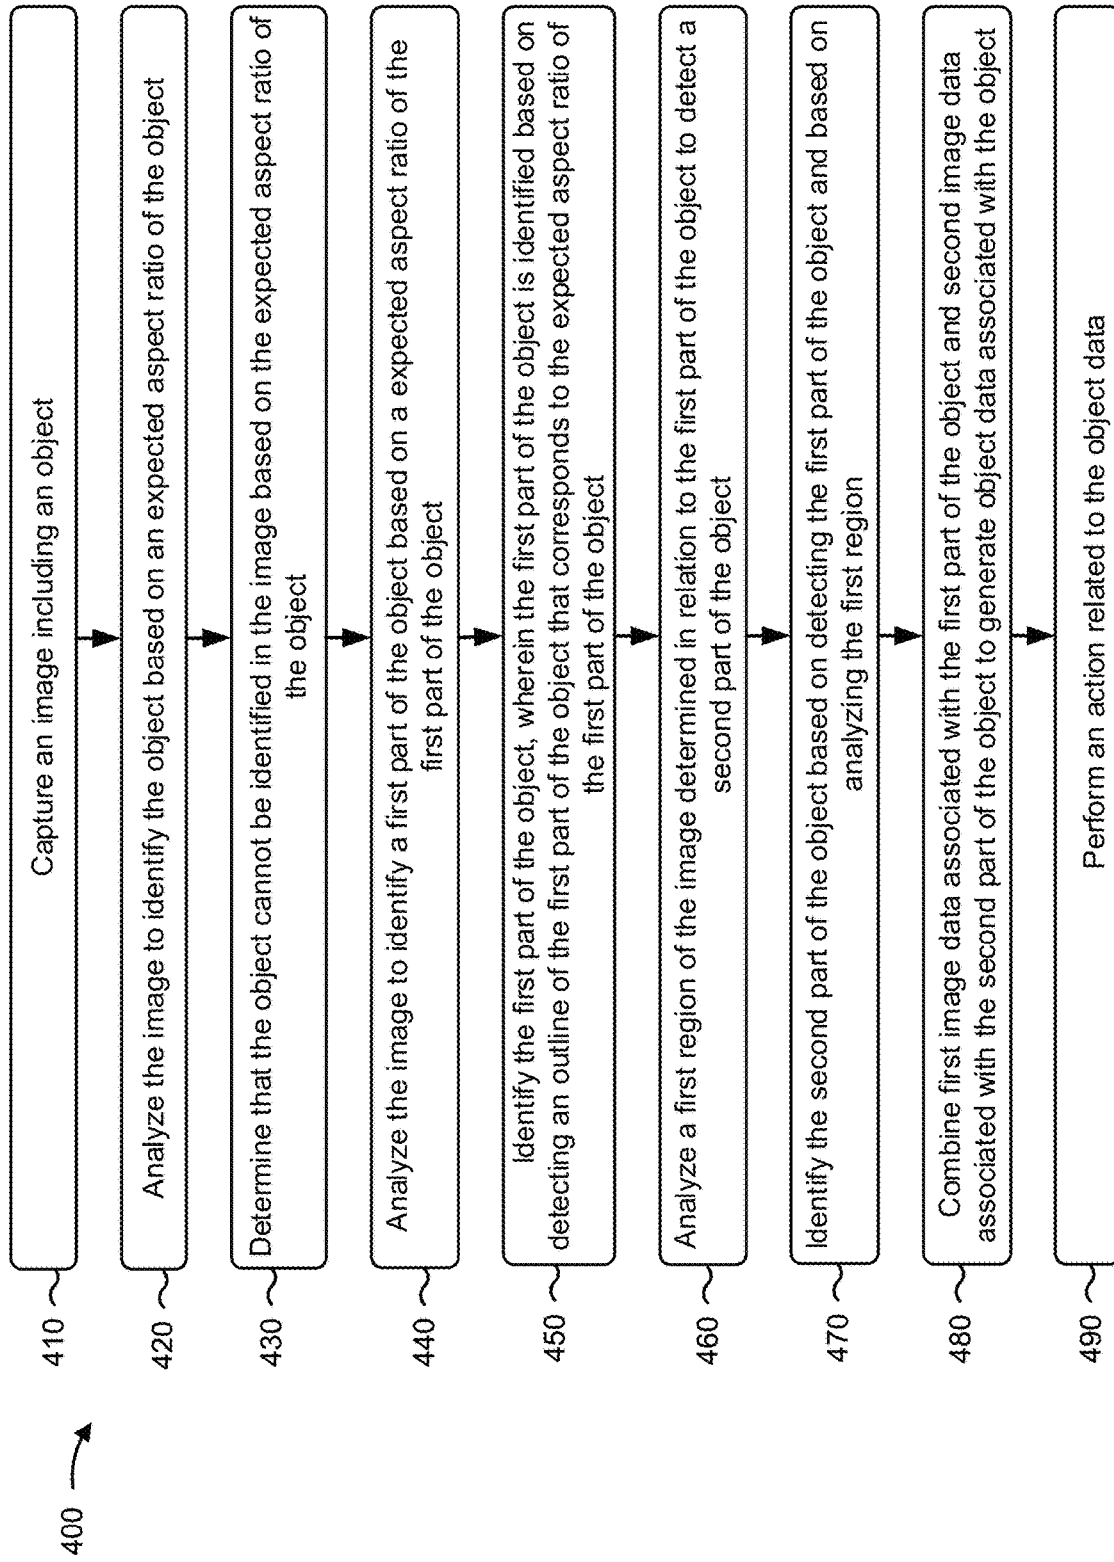 400
410
Capture an image including an object
420
Analyze the image to identify the object based on an expected aspect ratio of the object
430
Determine that the object cannot be identified in the image based on the expected aspect ratio of
the object
440
Analyze the image to identify a first part of the object based on a expected aspect ratio of the
first part of the object
450
Identify the first part of the object, wherein the first part of the object is identified based on
detecting an outline of the first part of the object that corresponds to the expected aspect ratio of
the first part of the object
460
Analyze a first region of the image determined in relation to the first part of the object to detect a
second part of the object
470
Identify the second part of the object based on detecting the first part of the object and based on
analyzing the first region
480
Combine first image data associated with the first part of the object and second image data
associated with the second part of the object to generate object data associated with the object
490
Perform an action related to the object data